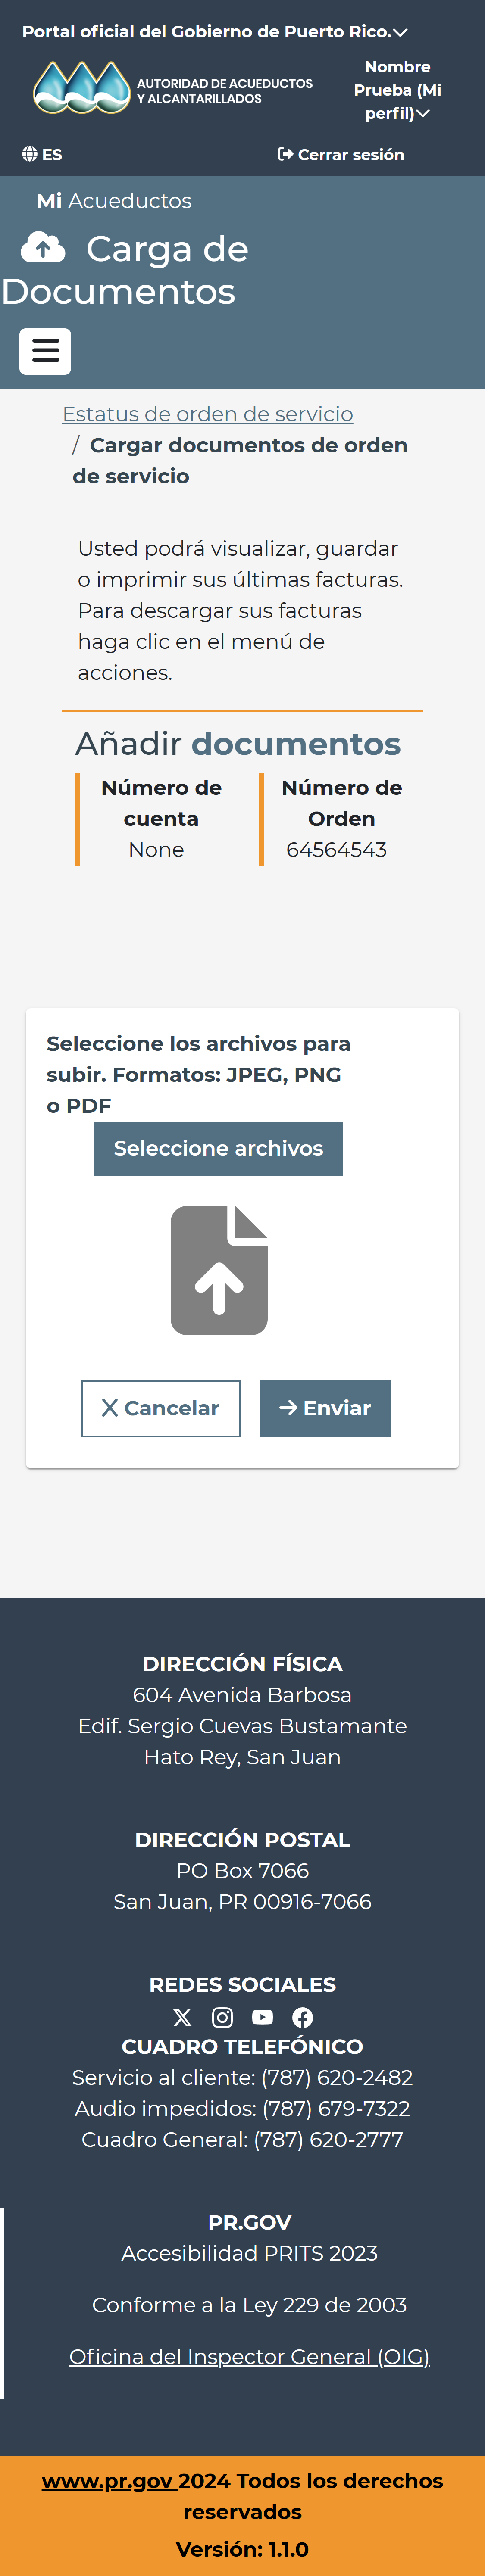 Portal oficial del Gobierno de Puerto Rico.
AUTORIDAD DE ACUEDUCTOS
Y ALCANTARILLADOS
Nombre
Prueba (Mi
perfil)
ES
Cerrar sesión
Mi Acueductos
Carga de
Documentos
Estatus de orden de servicio
/ Cargar documentos de orden
de servicio
Usted podrá visualizar, guardar
o imprimir sus últimas facturas.
Para descargar sus facturas
haga clic en el menú de
acciones.
Añadir documentos
Número de
cuenta
None
Número de
Orden
64564543
Seleccione los archivos para
subir. Formatos: JPEG, PNG
o PDF
Seleccione archivos
Cancelar
Enviar
DIRECCIÓN FÍSICA
604 Avenida Barbosa
Edif. Sergio Cuevas Bustamante
Hato Rey, San Juan
DIRECCIÓN POSTAL
PO Box 7066
San Juan, PR 00916-7066
REDES SOCIALES
CUADRO TELEFÓNICO
Servicio al cliente: (787) 620-2482
Audio impedidos: (787) 679-7322
Cuadro General: (787) 620-2777
PR.GOV
Accesibilidad PRITS 2023
Conforme a la Ley 229 de 2003
Oficina del Inspector General (OIG)
www.pr.gov 2024 Todos los derechos
reservados
Versión: 1.1.0